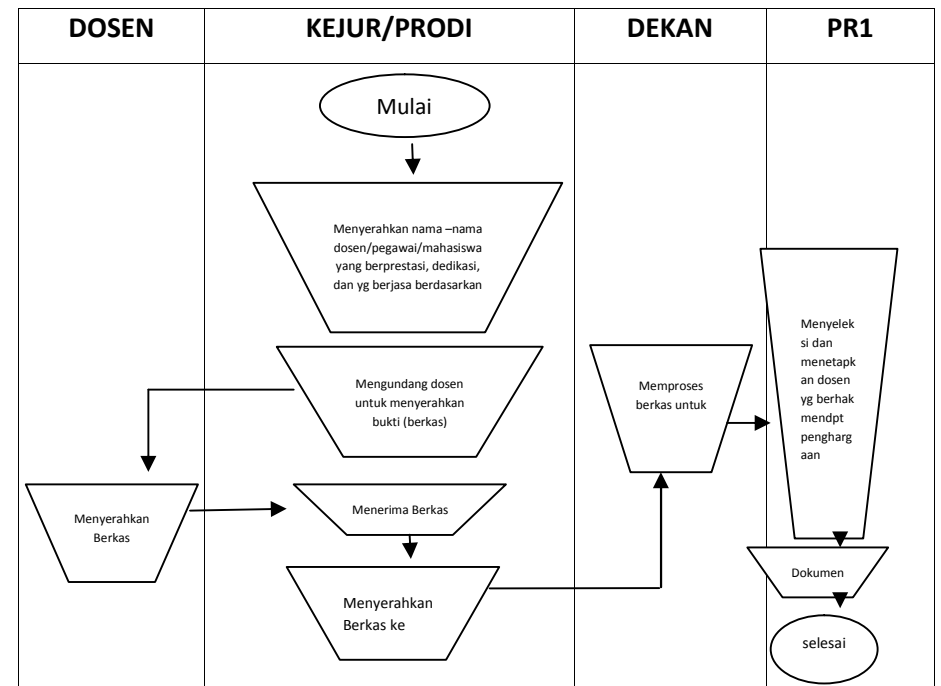 DOSEN
KEJUR/PRODI
DEKAN
PR1
Mulai
Menyerahkan nama –nama
dosen/pegawai/mahasiswa
yang berprestasi, dedikasi,
dan yg berjasa berdasarkan
Mengundang dosen
untuk menyerahkan
bukti (berkas)
Menyerahkan
Berkas
Menerima Berkas
Menyerahkan
Berkas ke
Memproses
berkas untuk
Menyelek
si dan
menetapk
an dosen
yg berhak
mendpt
pengharg
aan
Dokumen
selesai